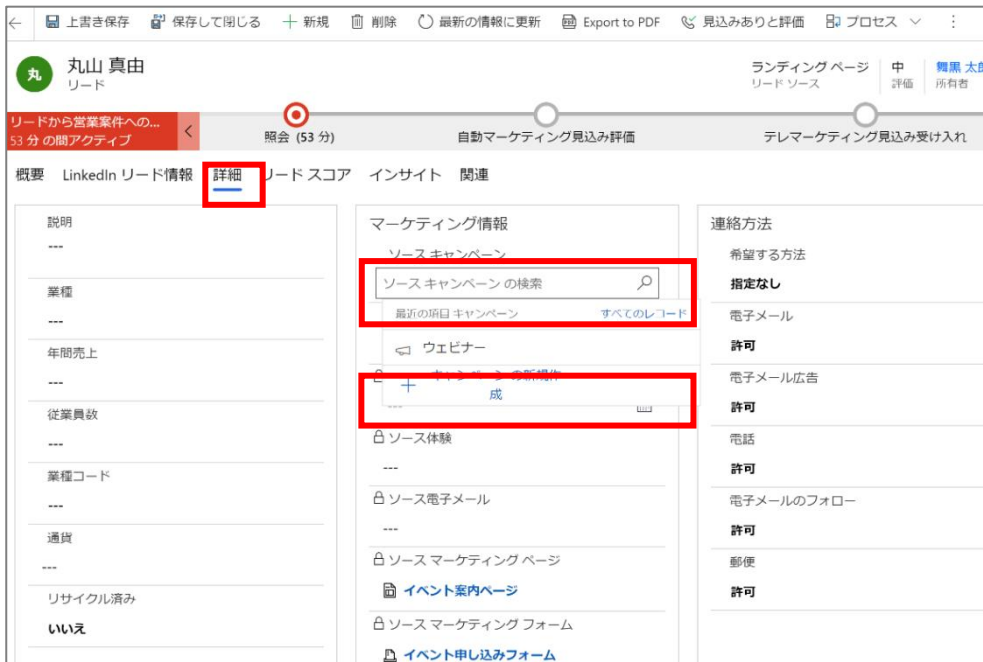 上書き保存 保存して閉じる 新規 削除 最新の情報に更新 Export to PDF 見込みありと評価 プロセス
丸 丸山 真由
リード
ランディング ページ 中 舞黒 太郎
リード ソース 評価 所有者
リードから営業案件への...
53 分 の間アクティブ
照会 (53 分) 自動マーケティング見込み評価 テレマーケティング見込み受け入れ
概要 LinkedIn リード情報 詳細 リード スコア インサイト 関連
説明
---
業種
---
年間売上
---
従業員数
---
業種コード
---
通貨
---
リサイクル済み
いいえ
マーケティング情報
ソース キャンペーン
ソース キャンペーン の検索
最近の項目 キャンペーン すべてのレコード
ウェビナー
キャンペーン の新規作
成
---
ソース体験
---
ソース電子メール
---
ソース マーケティング ページ
イベント案内ページ
ソース マーケティング フォーム
イベント申し込みフォーム
連絡方法
希望する方法
指定なし
電子メール
許可
電子メール広告
許可
電話
許可
電子メールのフォロー
許可
郵便
許可